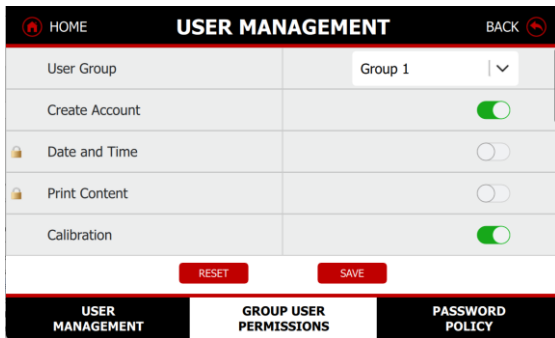 HOME USER MANAGEMENT BACK
User Group Group 1
Create Account
Date and Time
Print Content
Calibration
RESET SAVE
USER MANAGEMENT
GROUP USER PERMISSIONS
PASSWORD POLICY